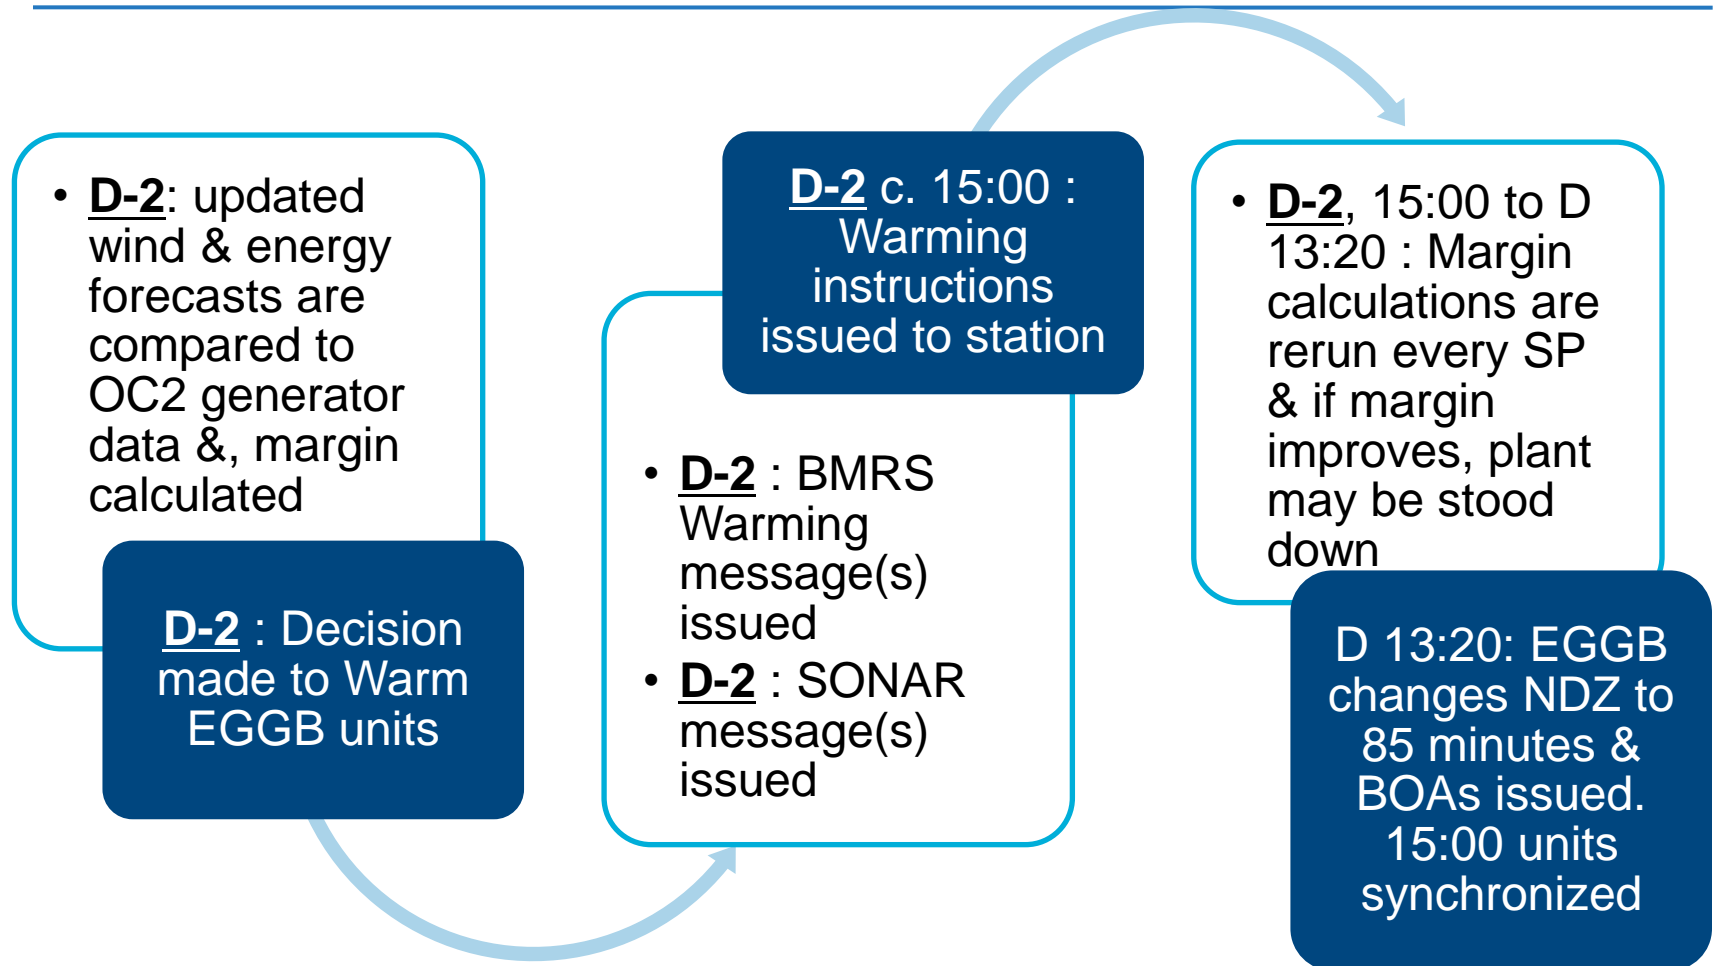 • D-2: updated
wind & energy
forecasts are
compared to
OC2 generator
data &, margin
calculated
D-2 : Decision
made to Warm
EGGB units
D-2 c. 15:00 :
Warming
instructions
issued to station
• D-2 : BMRS
Warming
message(s)
issued
• D-2 : SONAR
message(s)
issued
• D-2, 15:00 to D
13:20 : Margin
calculations are
rerun every SP
& if margin
improves, plant
may be stood
down
D 13:20: EGGB
changes NDZ to
85 minutes &
BOAs issued.
15:00 units
synchronized